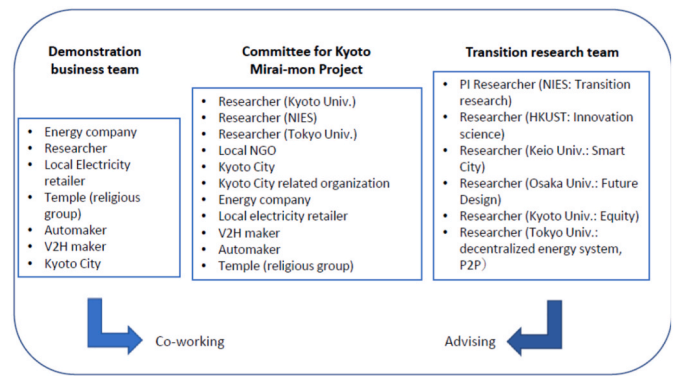 Demonstration
business team
• Energy company
• Researcher
• Local Electricity
retailer
• Temple (religious
group)
• Automaker
• V2H maker
• Kyoto City
Committee for Kyoto
Mirai-mon Project
• Researcher (Kyoto Univ.)
• Researcher (NIES)
• Researcher (Tokyo Univ.)
• Local NGO
• Kyoto City
• Kyoto City related organization
• Energy company
• Local electricity retailer
• V2H maker
• Automaker
• Temple (religious group)
Transition research team
• PI Researcher (NIES: Transition
research)
• Researcher (HKUST: Innovation
science)
• Researcher (Keio Univ.: Smart
City)
• Researcher (Osaka Univ.: Future
Design)
• Researcher (Kyoto Univ.: Equity)
• Researcher (Tokyo Univ.:
decentralized energy system,
P2P）
Co-working
Advising